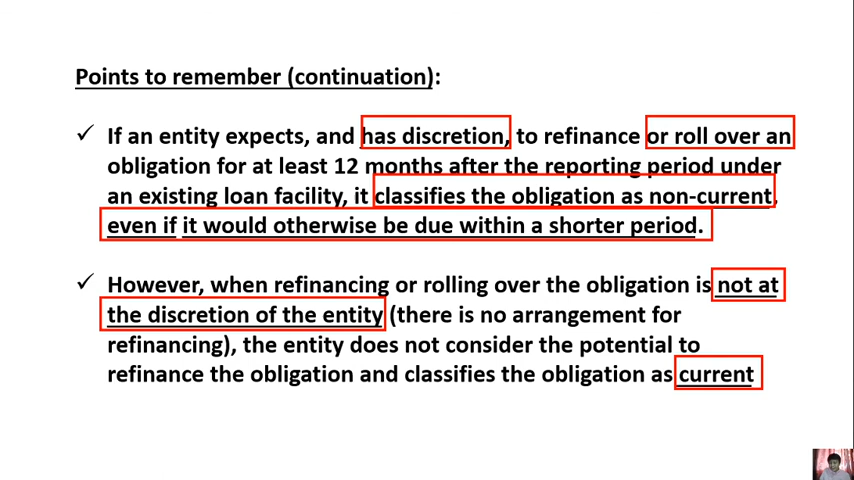 Points to remember (continuation):
✓ If an entity expects, and has discretion, to refinance or roll over an
obligation for at least 12 months after the reporting period under
an existing loan facility, it classifies the obligation as non-current,
even if it would otherwise be due within a shorter period.
✓ However, when refinancing or rolling over the obligation is not at
the discretion of the entity (there is no arrangement for
refinancing), the entity does not consider the potential to
refinance the obligation and classifies the obligation as current